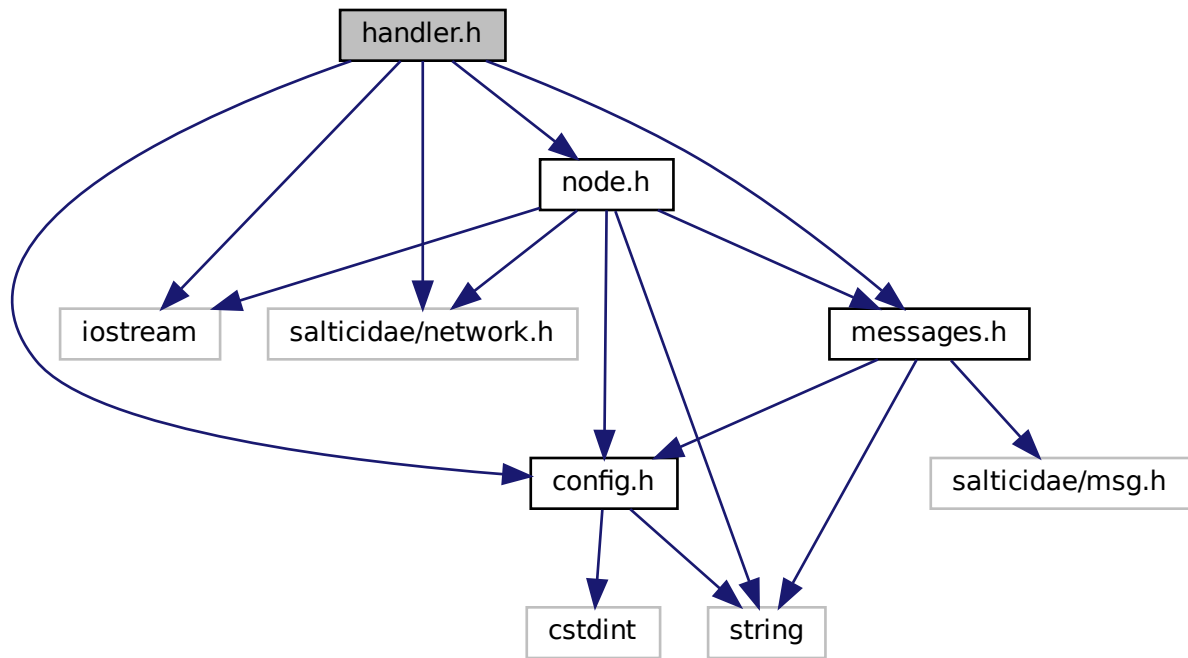 handler.h
node.h
iostream
salticidae/network.h
messages.h
config.h
salticidae/msg.h
cstdint
string